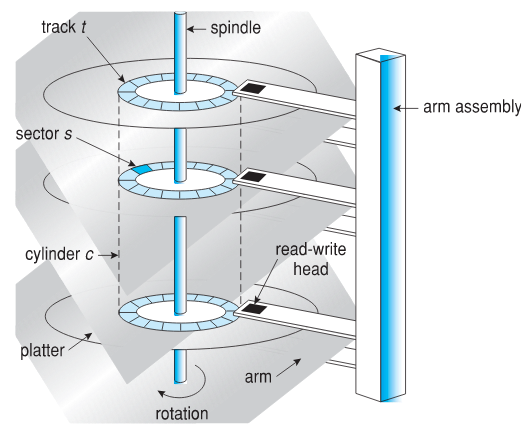 track t
spindle
arm assembly
sector s
cylinder c
read-write
head
platter
arm
rotation